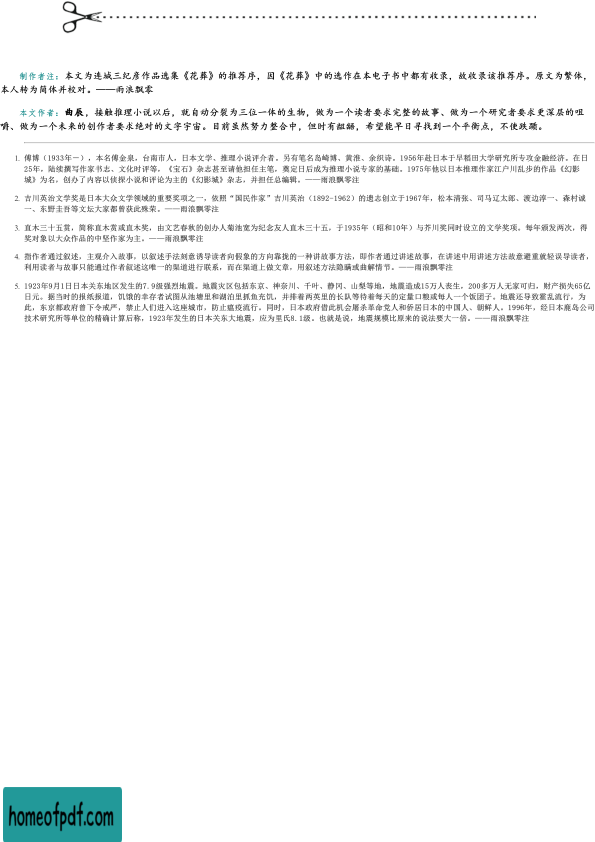 制作者注：本文为连城三纪彦作品选集《花葬》的推荐序，因《花葬》中的选作在本电子书中都有收录，故收录该推荐序。原文为繁体，
本人转为简体并校对。——雨浪飘零
本文作者：曲辰，接触推理小说以后，就自动分裂为三位一体的生物，做为一个读者要求完整的故事、做为一个研究者要求更深层的咀
嚼、做为一个未来的创作者要求绝对的文字宇宙。目前虽然努力整合中，但时有龃龉，希望能早日寻找到一个平衡点，不使跌踬。
1. 傅博（1933年－），本名傅金泉，台南市人，日本文学、推理小说评介者。另有笔名岛崎博、黄淮、余织诗。1956年赴日本于早稻田大学研究所专攻金融经济。在日
25年，陆续撰写作家书志、文化时评等，《宝石》杂志甚至请他担任主笔，奠定日后成为推理小说专家的基础。1975年他以日本推理作家江户川乱步的作品《幻影
城》为名，创办了内容以侦探小说和评论为主的《幻影城》杂志，并担任总编辑。——雨浪飘零注
2. 吉川英治文学奖是日本大众文学领域的重要奖项之一，依照“国民作家”吉川英治（1892-1962）的遗志创立于1967年，松本清张、司马辽太郎、渡边淳一、森村诚
一、东野圭吾等文坛大家都曾获此殊荣。——雨浪飘零注
3. 直木三十五赏，简称直木赏或直木奖，由文艺春秋的创办人菊池宽为纪念友人直木三十五，于1935年（昭和10年）与芥川奖同时设立的文学奖项，每年颁发两次，得
奖对象以大众作品的中坚作家为主。——雨浪飘零注
4. 指作者通过叙述，主观介入故事，以叙述手法刻意诱导读者向假象的方向靠拢的一种讲故事方法，即作者通过讲述故事，在讲述中用讲述方法故意避重就轻误导读者，
利用读者与故事只能通过作者叙述这唯一的渠道进行联系，而在渠道上做文章，用叙述方法隐瞒或曲解情节。——雨浪飘零注
5. 1923年9月1日日本关东地区发生的7.9级强烈地震。地震灾区包括东京、神奈川、千叶、静冈、山梨等地，地震造成15万人丧生，200多万人无家可归，财产损失65亿
日元。据当时的报纸报道，饥饿的幸存者试图从池塘里和湖泊里抓鱼充饥，并排着两英里的长队等待着每天的定量口粮或每人一个饭团子。地震还导致霍乱流行，为
此，东京都政府曾下令戒严，禁止人们进入这座城市，防止瘟疫流行。同时，日本政府借此机会屠杀革命党人和侨居日本的中国人、朝鲜人。1996年，经日本鹿岛公司
技术研究所等单位的精确计算后称，1923年发生的日本关东大地震，应为里氏8.1级。也就是说，地震规模比原来的说法要大一倍。——雨浪飘零注
homeofpdf.com